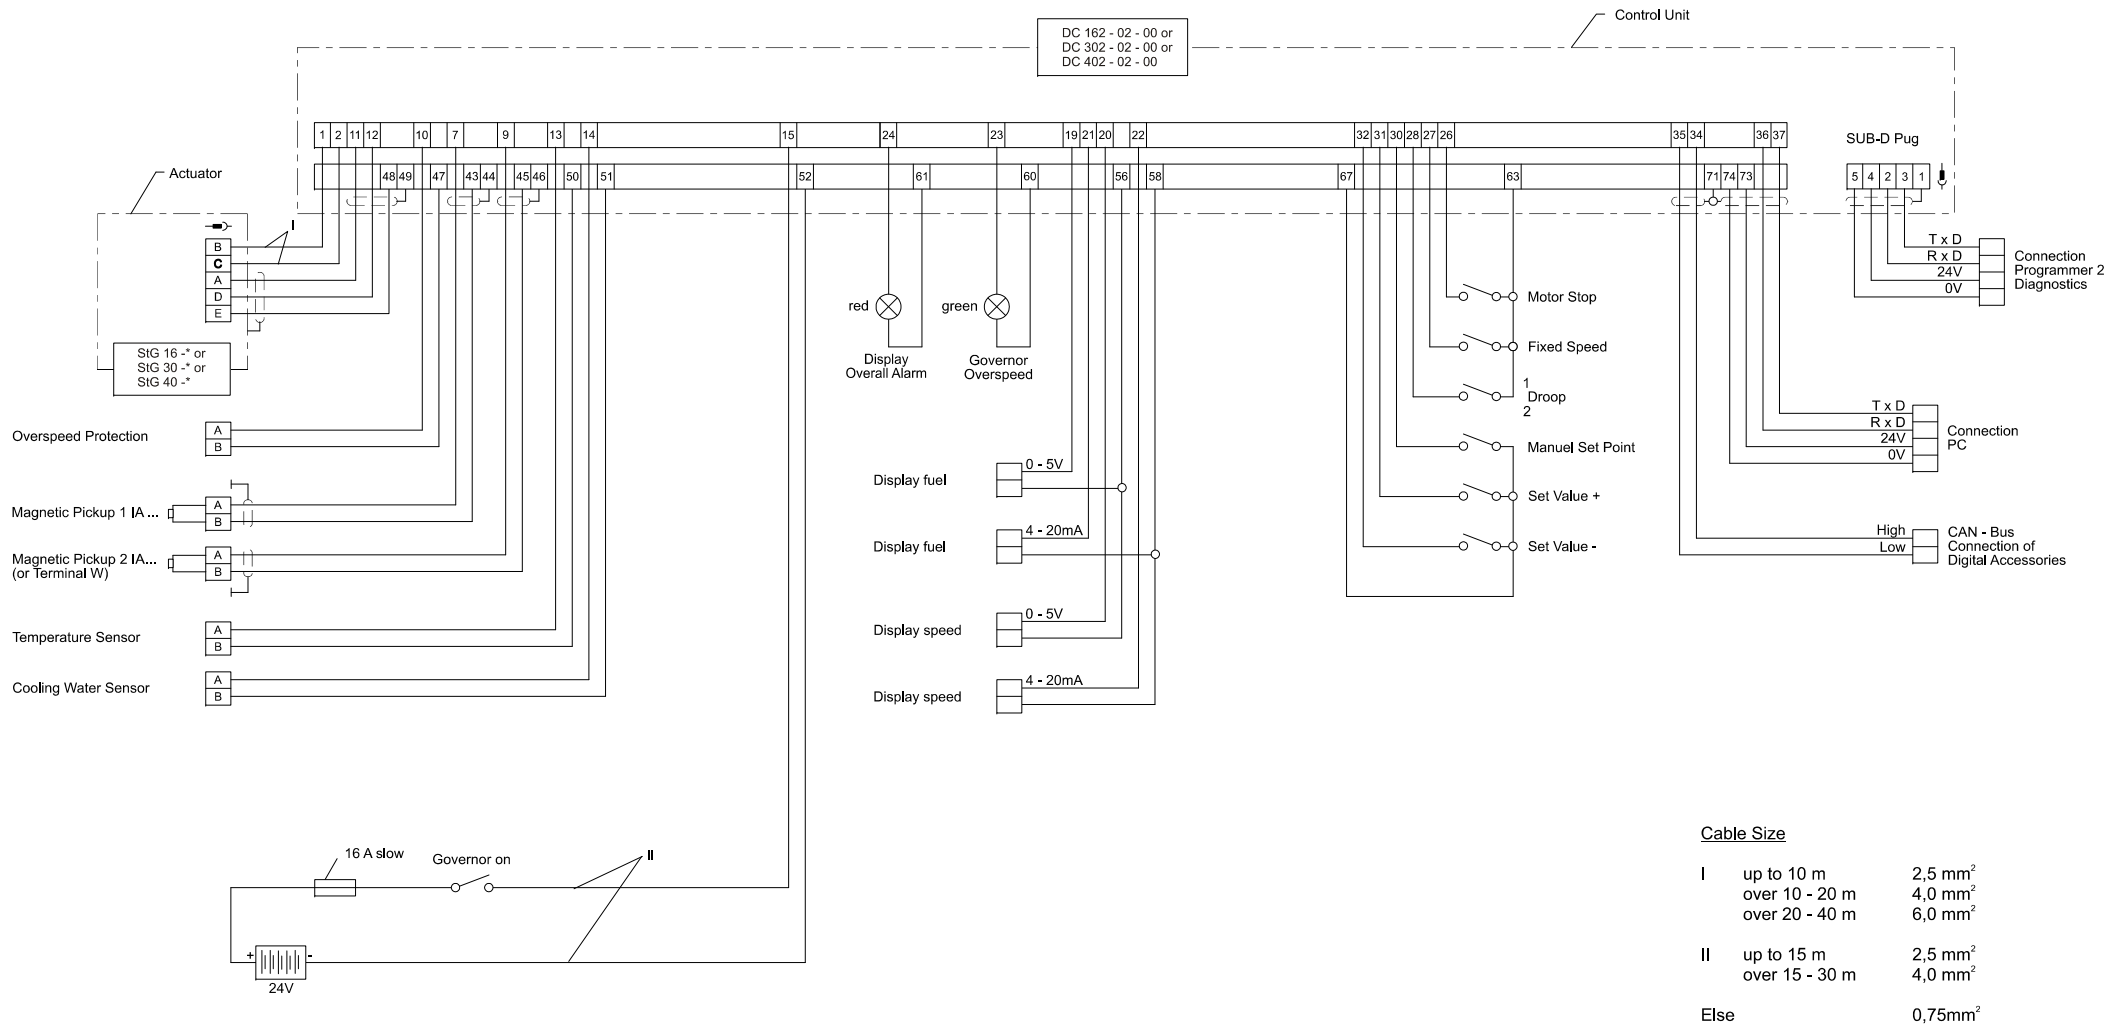 Control Unit
DC 162 - 02 - 00 or
DC 302 - 02 - 00 or
DC 402 - 02 - 00
1 2 11 12 10 7 9 13 14 15 24 23 19 21 20 22 32 31 30 28 27 26 35 34 36 37
SUB-D Pug
48 49 47 43 44 45 46 50 51 52 61 60 56 58 67 63 71 74 73
5 4 2 3 1
Actuator
I
B
C
A
D
E
StG 16 -* or
StG 30 -* or
StG 40 -*
Overspeed Protection
A
B
Magnetic Pickup 1 IA ...
A
B
Magnetic Pickup 2 IA...
(or Terminal W)
A
B
Temperature Sensor
A
B
Cooling Water Sensor
A
B
red
Display
Overall Alarm
green
Governor
Overspeed
Display fuel
0 - 5V
Display fuel
4 - 20mA
Display speed
0 - 5V
Display speed
4 - 20mA
Motor Stop
Fixed Speed
1
Droop
2
Manuel Set Point
Set Value +
Set Value -
T x D
R x D
24V
0V
Connection
Programmer 2
Diagnostics
T x D
R x D
24V
0V
Connection
PC
High
Low
CAN - Bus
Connection of
Digital Accessories
16 A slow
Governor on
II
+
-
24V
Cable Size
I up to 10 m 2,5 mm²
over 10 - 20 m 4,0 mm²
over 20 - 40 m 6,0 mm²
II up to 15 m 2,5 mm²
over 15 - 30 m 4,0 mm²
Else 0,75mm²